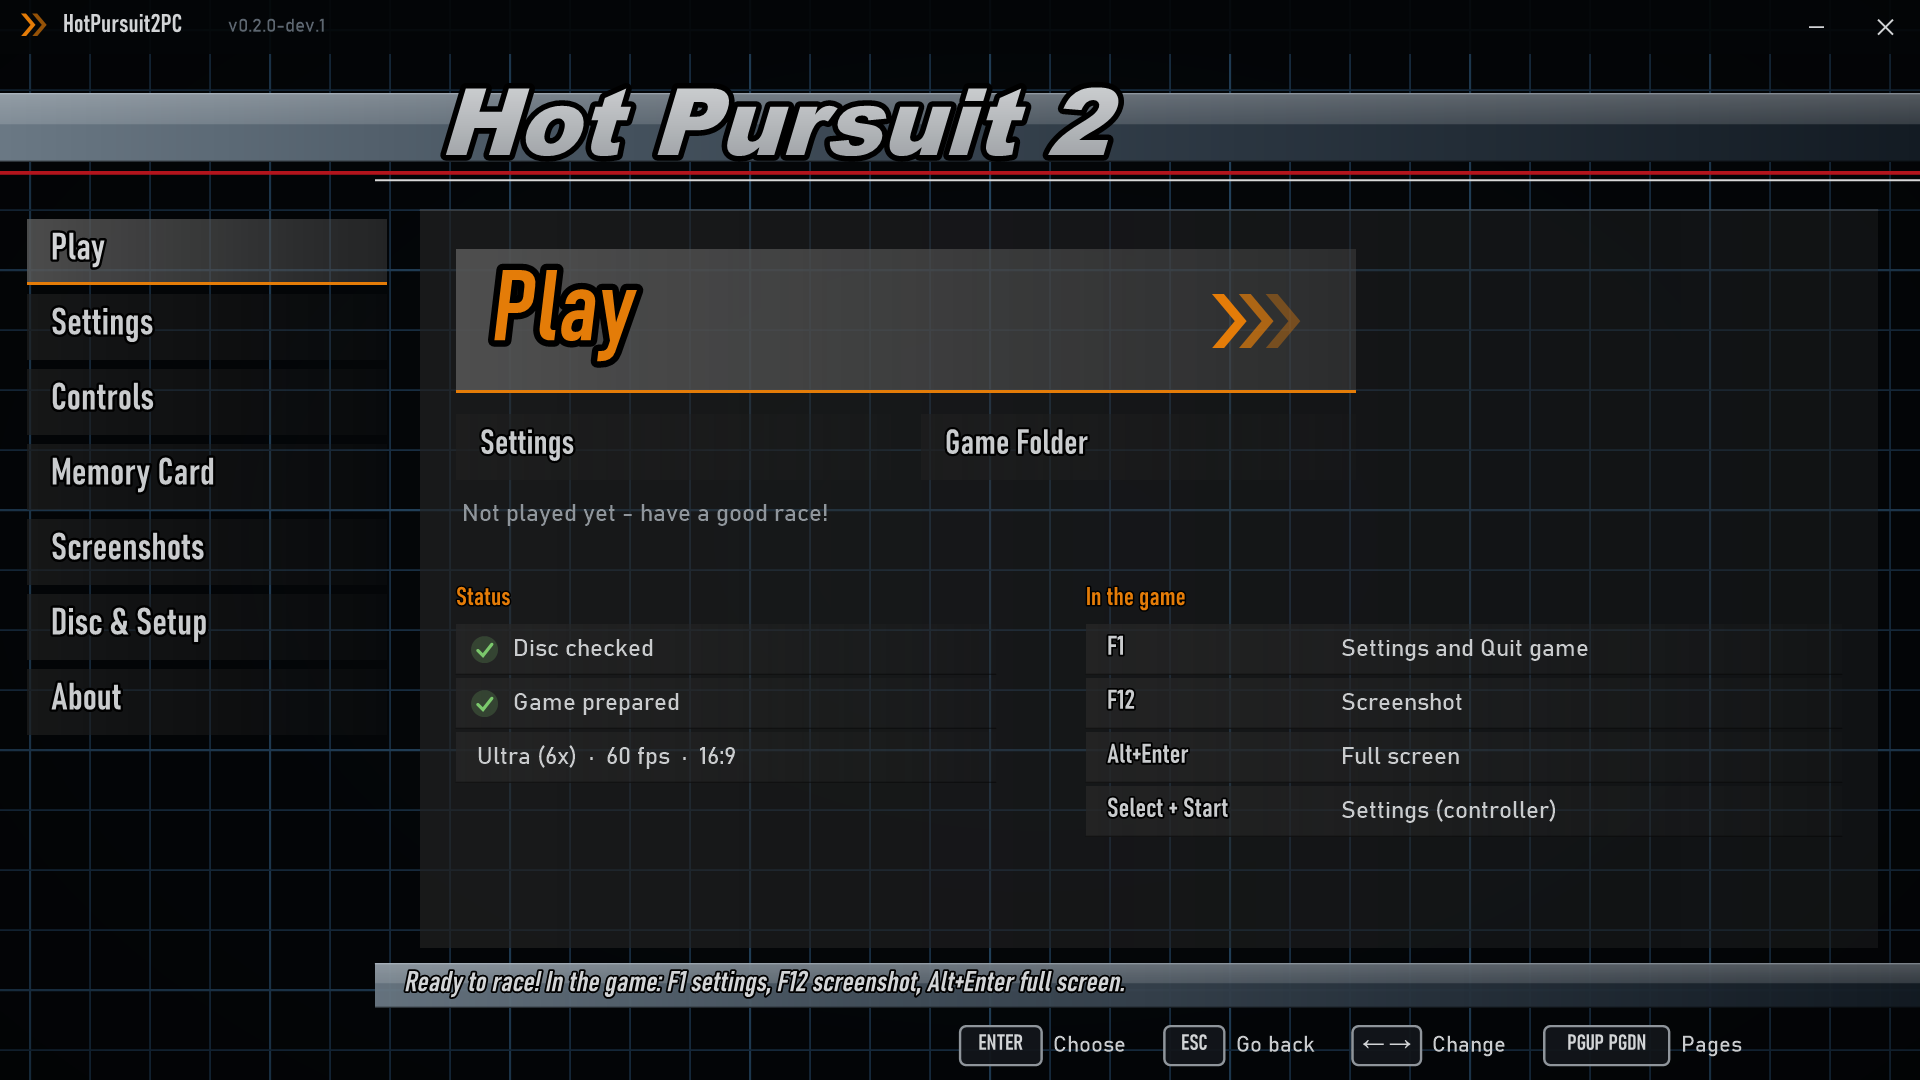 HotPursuit2PC v0.2.0-dev.1
Hot Pursuit 2
Play
Settings
Controls
Memory Card
Screenshots
Disc & Setup
About
Play
Settings Game Folder
Not played yet - have a good race!
Status
Disc checked
Game prepared
Ultra (6x) · 60 fps · 16:9
In the game
F1 Settings and Quit game
F12 Screenshot
Alt+Enter Full screen
Select + Start Settings (controller)
Ready to race! In the game: F1 settings, F12 screenshot, Alt+Enter full screen.
ENTER Choose ESC Go back ←→ Change PGUP PGDN Pages